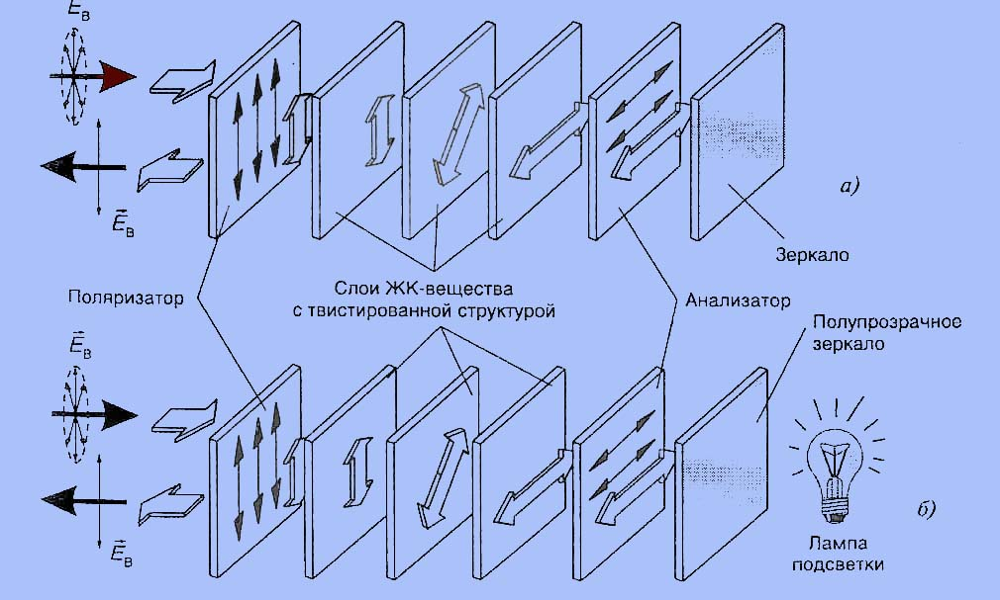 E⃗в
E⃗в
а)
Зеркало
Поляризатор
Слои ЖК-вещества
с твистированной структурой
Анализатор
Полупрозрачное
зеркало
E⃗в
E⃗в
б)
Лампа
подсветки